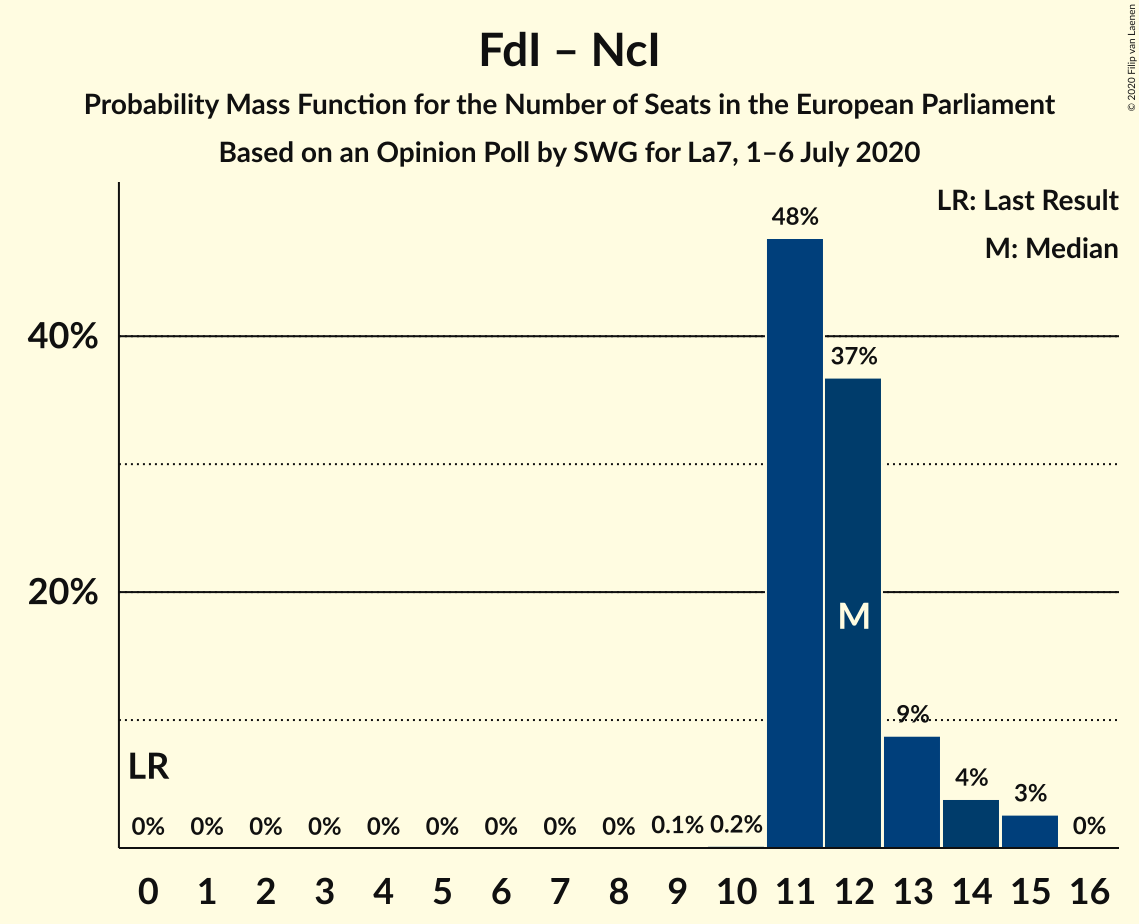 FdI – NcI
Probability Mass Function for the Number of Seats in the European Parliament
Based on an Opinion Poll by SWG for La7, 1–6 July 2020
© 2020 Filip van Laenen
LR: Last Result
M: Median
48%
40%
37%
20%
M
9%
LR
4%
3%
0% 0% 0% 0% 0% 0% 0% 0% 0% 0.1% 0.2% 0%
0 1 2 3 4 5 6 7 8 9 10 11 12 13 14 15 16